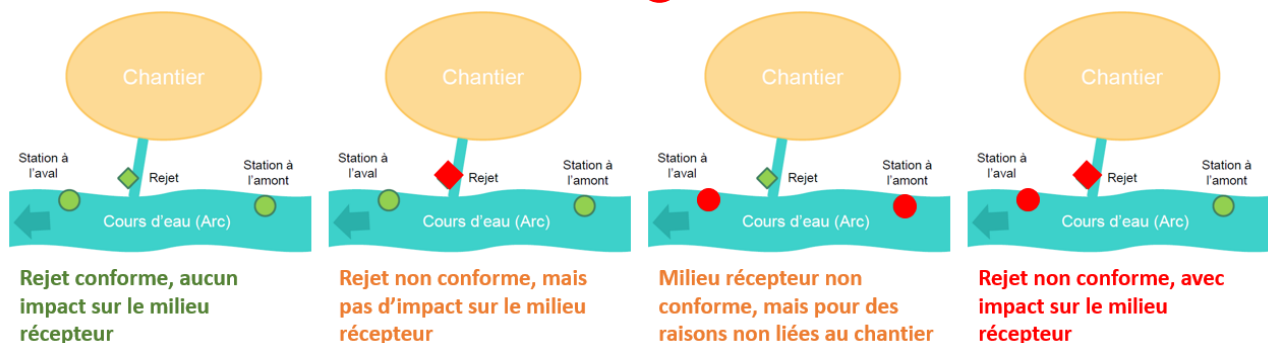 Chantier
Station à
l'aval
Rejet
Station à
l'amont
Cours d'eau (Arc)
Rejet conforme, aucun
impact sur le milieu
récepteur
Chantier
Station à
l'aval
Rejet
Station à
l'amont
Cours d'eau (Arc)
Rejet non conforme, mais
pas d'impact sur le milieu
récepteur
Chantier
Station à
l'aval
Rejet
Station à
l'amont
Cours d'eau (Arc)
Milieu récepteur non
conforme, mais pour des
raisons non liées au chantier
Chantier
Station à
l'aval
Rejet
Station à
l'amont
Cours d'eau (Arc)
Rejet non conforme, avec
impact sur le milieu
récepteur